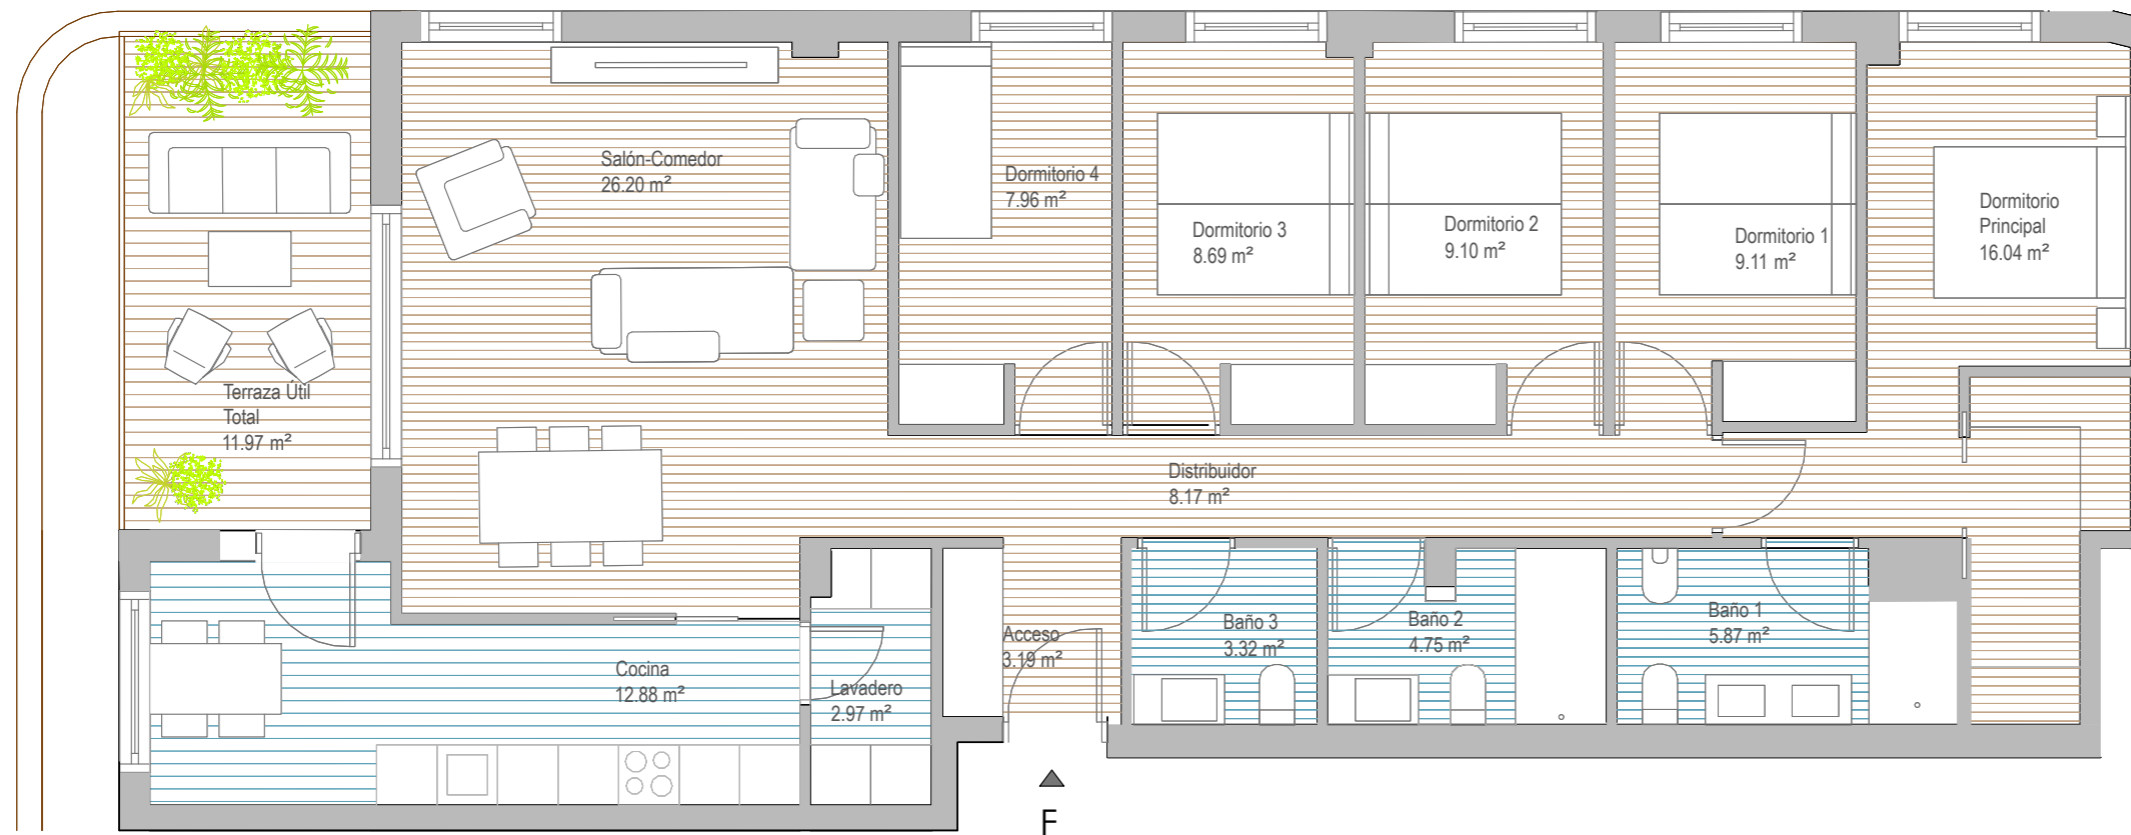 Salón-Comedor
26.20 m²
Dormitorio 4
7.96 m²
Dormitorio 3
8.69 m²
Dormitorio 2
9.10 m²
Dormitorio 1
9.11 m²
Dormitorio
Principal
16.04 m²
Terraza Útil
Total
11.97 m²
Distribuidor
8.17 m²
Cocina
12.88 m²
Lavadero
2.97 m²
Acceso
3.19 m²
Baño 3
3.32 m²
Baño 2
4.75 m²
Baño 1
5.87 m²
F